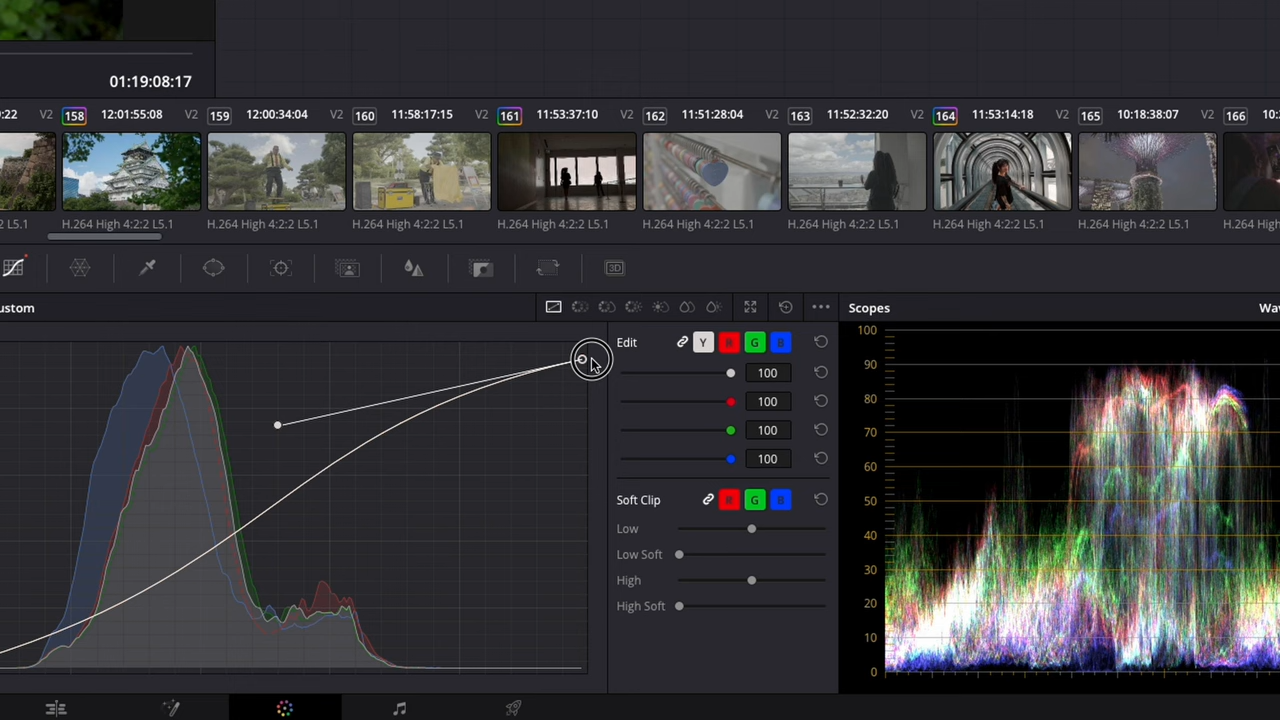 01:19:08:17
:22 V2 158 12:01:55:08 V2 159 12:00:34:04 V2 160 11:58:17:15 V2 161 11:53:37:10 V2 162 11:51:28:04 V2 163 11:52:32:20 V2 164 11:53:14:18 V2 165 10:18:38:07 V2 166 10:
2 L5.1 H.264 High 4:2:2 L5.1 H.264 High 4:2:2 L5.1 H.264 High 4:2:2 L5.1 H.264 High 4:2:2 L5.1 H.264 High 4:2:2 L5.1 H.264 High 4:2:2 L5.1 H.264 High 4:2:2 L5.1 H.264 High 4:2:2 L5.1 H.264 Hig
3D
ustom Scopes Wav
Edit Y R G B
100
100
100
100
Soft Clip R G B
Low
Low Soft
High
High Soft
100
90
80
70
60
50
40
30
20
10
0